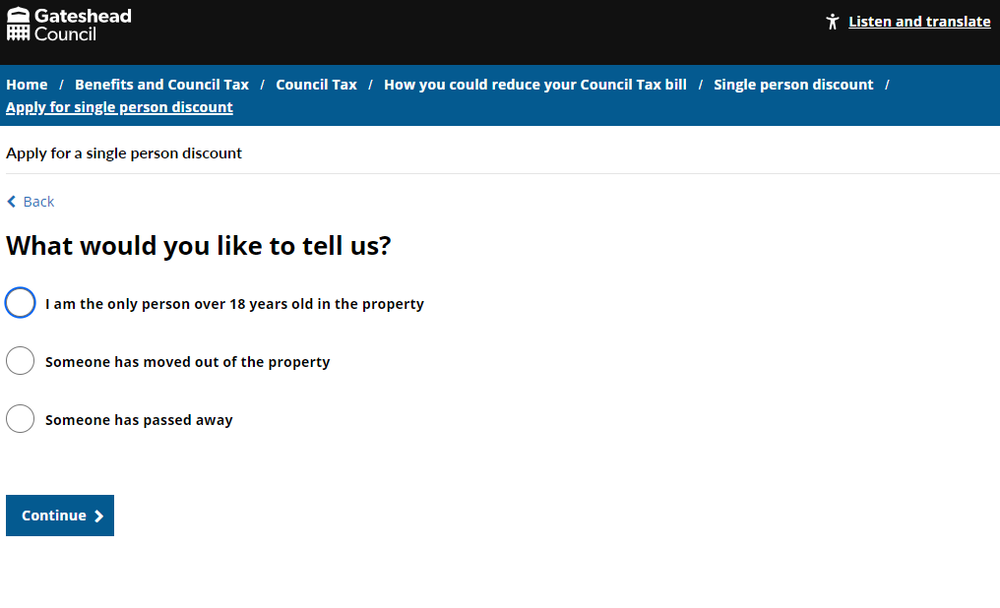 Gateshead
Council
Listen and translate
Home / Benefits and Council Tax / Council Tax / How you could reduce your Council Tax bill / Single person discount /
Apply for single person discount
Apply for a single person discount
Back
What would you like to tell us?
I am the only person over 18 years old in the property
Someone has moved out of the property
Someone has passed away
Continue